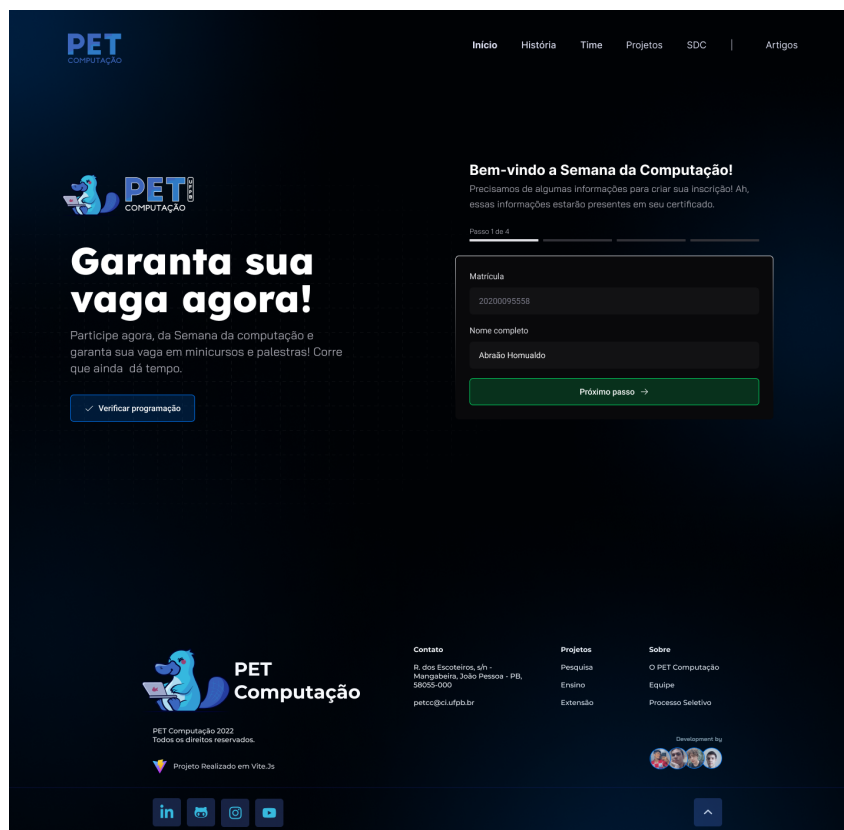 PET
COMPUTAÇÃO
Início História Time Projetos SDC | Artigos
PET UFPB
COMPUTAÇÃO
Garanta sua
vaga agora!
Participe agora, da Semana da computação e
garanta sua vaga em minicursos e palestras! Corre
que ainda dá tempo.
Verificar programação
Bem-vindo a Semana da Computação!
Precisamos de algumas informações para criar sua inscrição! Ah,
essas informações estarão presentes em seu certificado.
Passo 1 de 4
Matrícula
20200095558
Nome completo
Abraão Homualdo
Próximo passo →
PET
Computação
PET Computação 2022
Todos os direitos reservados.
Projeto Realizado em Vite.Js
Contato
R. dos Escoteiros, s/n -
Mangabeira, João Pessoa - PB,
58055-000
petcc@ci.ufpb.br
Projetos
Pesquisa
Ensino
Extensão
Sobre
O PET Computação
Equipe
Processo Seletivo
Development by
in